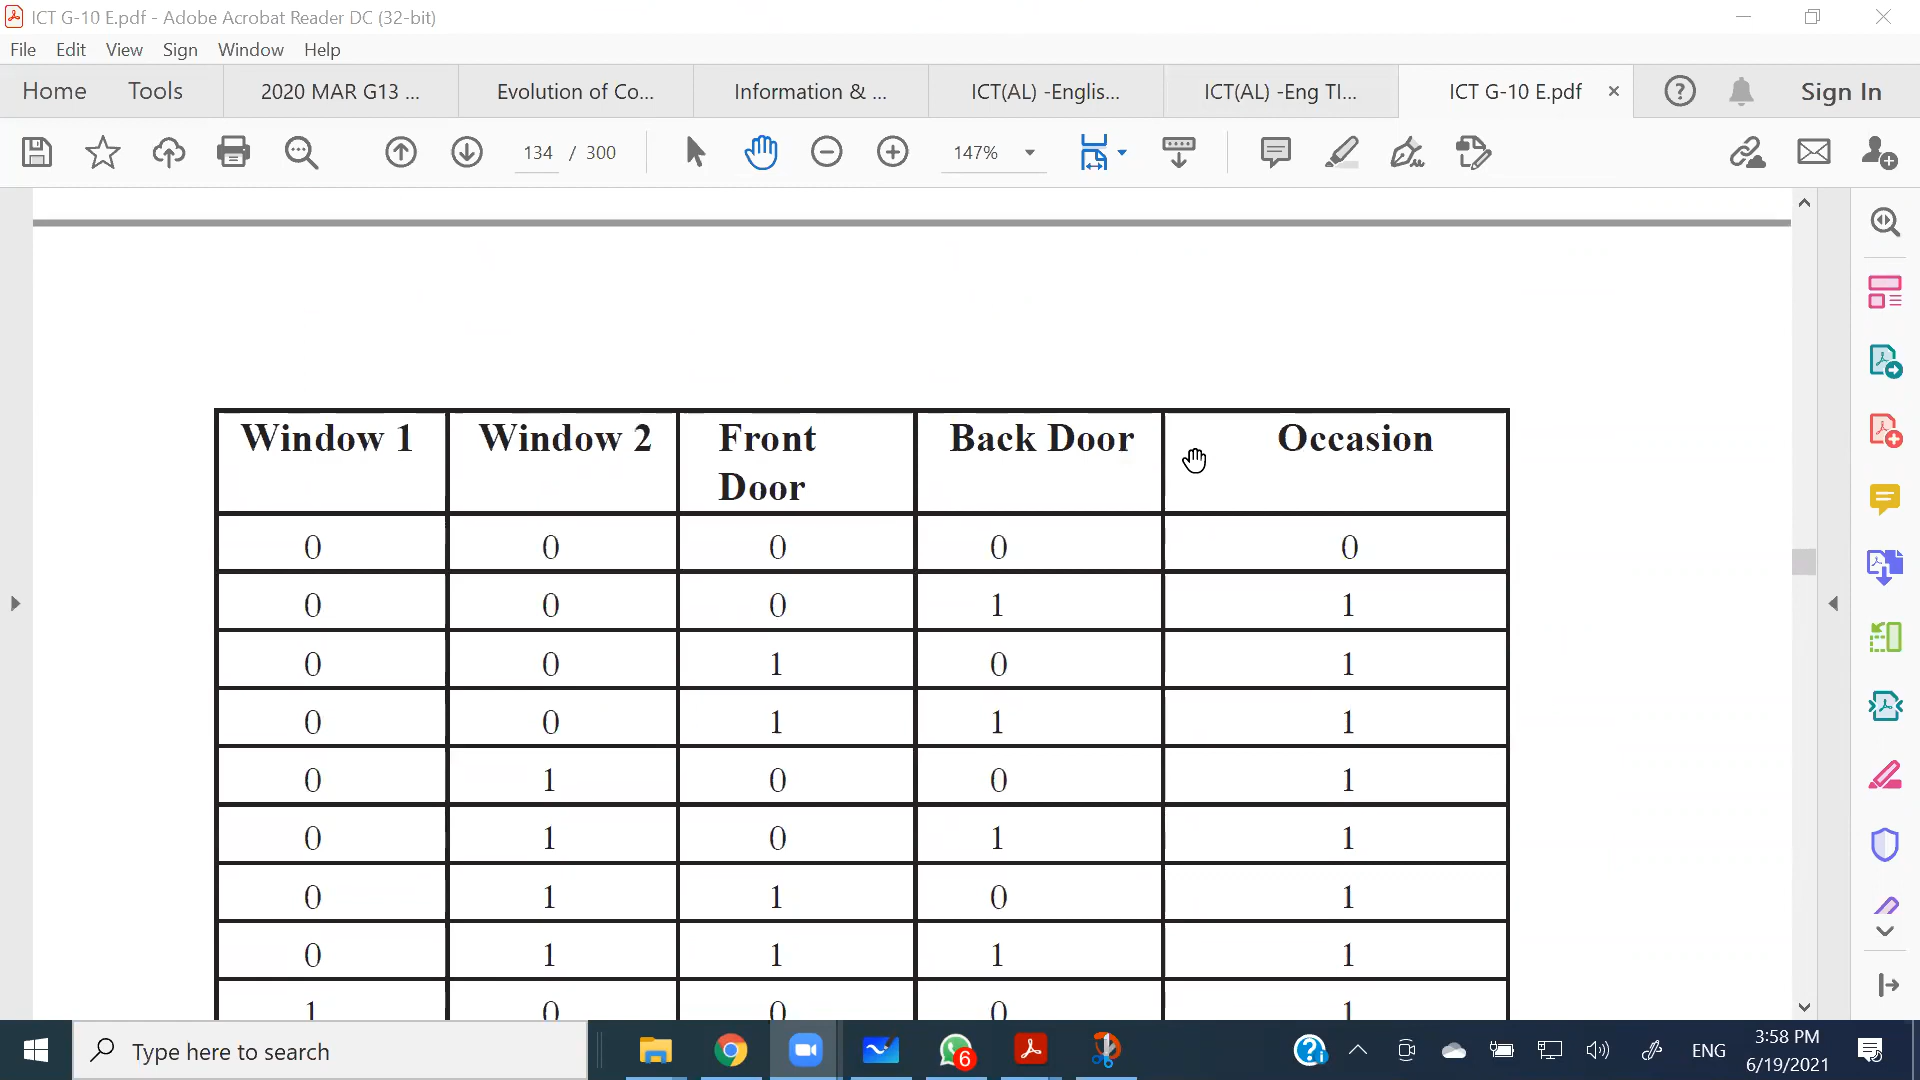 ICT G-10 E.pdf - Adobe Acrobat Reader DC (32-bit)
File Edit View Sign Window Help
Home Tools 2020 MAR G13 ... Evolution of Co... Information & ... ICT(AL) -Englis... ICT(AL) -Eng TI... ICT G-10 E.pdf × ? Sign In
134 / 300 147%
Window 1 Window 2 Front Door Back Door Occasion
0 0 0 0 0
0 0 0 1 1
0 0 1 0 1
0 0 1 1 1
0 1 0 0 1
0 1 0 1 1
0 1 1 0 1
0 1 1 1 1
1 0 0 0 1
Type here to search
6
ENG
3:58 PM
6/19/2021